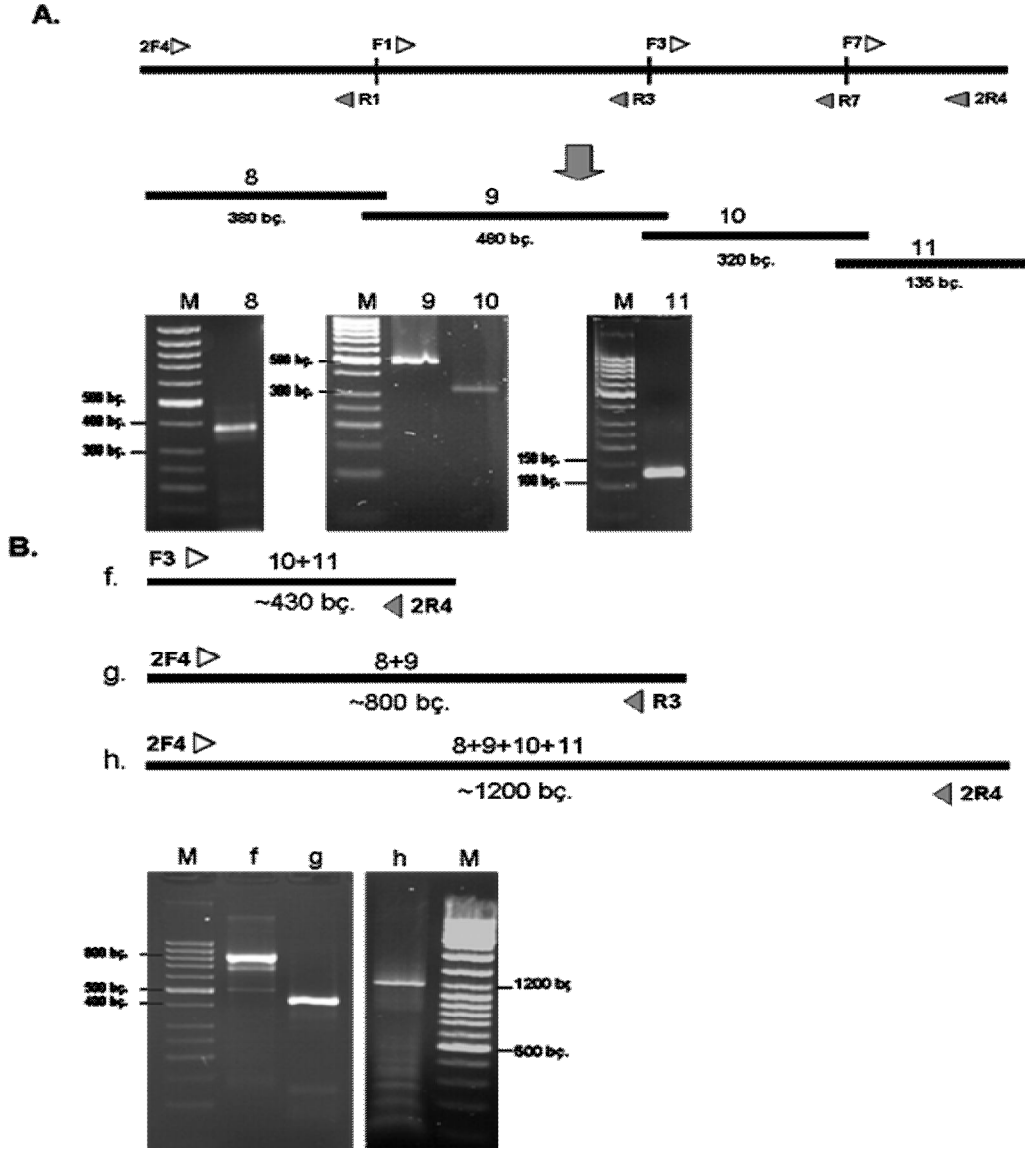 A.
2F4 F1 F3 F7
R1 R3 R7 2R4
8
380 bç.
9
480 bç.
10
320 bç.
11
135 bç.
M 8
500 bç.
400 bç.
300 bç.
M 9 10
500 bç.
300 bç.
M 11
150 bç.
100 bç.
B.
f. F3 10+11
~430 bç. 2R4
g. 2F4 8+9
~800 bç. R3
h. 2F4 8+9+10+11
~1200 bç. 2R4
M f g
800 bç.
500 bç.
400 bç.
h M
1200 bç
500 bç.